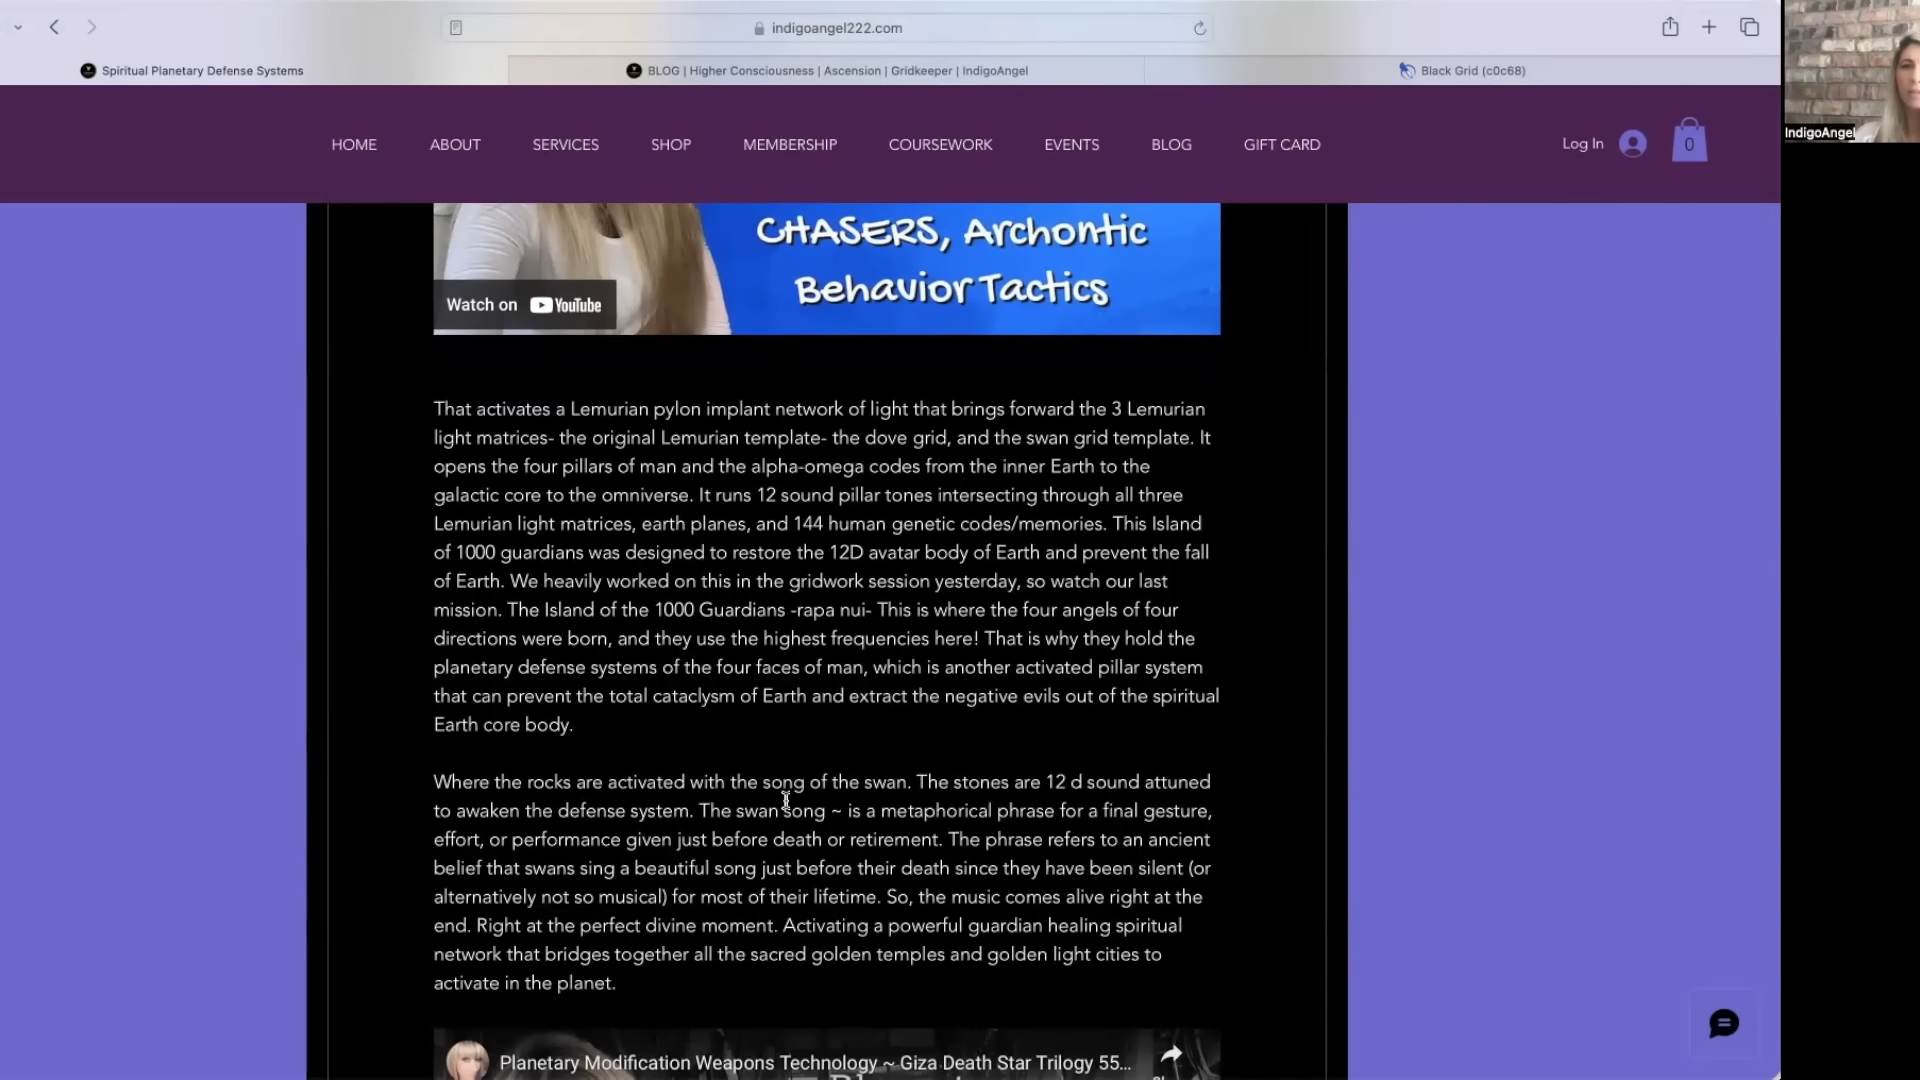 indigoangel222.com
Spiritual Planetary Defense Systems
BLOG | Higher Consciousness | Ascension | Gridkeeper | IndigoAngel
Black Grid (c0c68)
HOME ABOUT SERVICES SHOP MEMBERSHIP COURSEWORK EVENTS BLOG GIFT CARD
Log In
0
IndigoAngel
CHASERS, Archontic
Behavior Tactics
Watch on YouTube
That activates a Lemurian pylon implant network of light that brings forward the 3 Lemurian
light matrices- the original Lemurian template- the dove grid, and the swan grid template. It
opens the four pillars of man and the alpha-omega codes from the inner Earth to the
galactic core to the omniverse. It runs 12 sound pillar tones intersecting through all three
Lemurian light matrices, earth planes, and 144 human genetic codes/memories. This Island
of 1000 guardians was designed to restore the 12D avatar body of Earth and prevent the fall
of Earth. We heavily worked on this in the gridwork session yesterday, so watch our last
mission. The Island of the 1000 Guardians -rapa nui- This is where the four angels of four
directions were born, and they use the highest frequencies here! That is why they hold the
planetary defense systems of the four faces of man, which is another activated pillar system
that can prevent the total cataclysm of Earth and extract the negative evils out of the spiritual
Earth core body.
Where the rocks are activated with the song of the swan. The stones are 12 d sound attuned
to awaken the defense system. The swan song ~ is a metaphorical phrase for a final gesture,
effort, or performance given just before death or retirement. The phrase refers to an ancient
belief that swans sing a beautiful song just before their death since they have been silent (or
alternatively not so musical) for most of their lifetime. So, the music comes alive right at the
end. Right at the perfect divine moment. Activating a powerful guardian healing spiritual
network that bridges together all the sacred golden temples and golden light cities to
activate in the planet.
Planetary Modification Weapons Technology ~ Giza Death Star Trilogy 55...